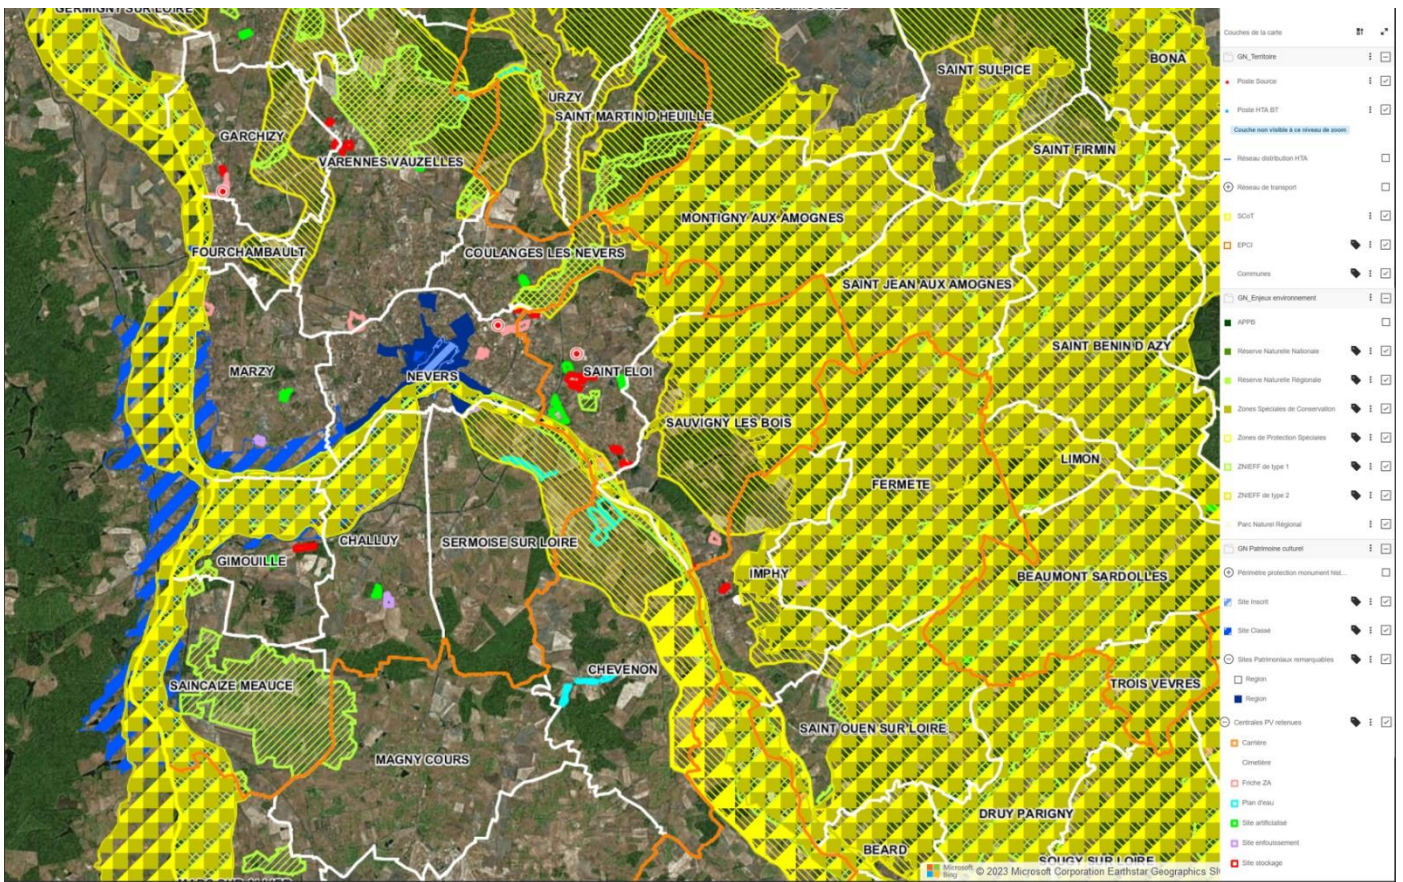 GERMIGNY SUR LOIRE
BONA
SAINT SULPICE
URZY
SAINT MARTIN D'HEUILLE
GARCHIZY
VARENNES VAUZELLES
SAINT FIRMIN
MONTIGNY AUX AMOGNES
FOURCHAMBAULT
COULANGES LES NEVERS
SAINT JEAN AUX AMOGNES
SAINT BENIN D'AZY
MARZY
NEVERS
SAINT ELOI
SAUVIGNY LES BOIS
LIMON
FERMETE
CHALLUY
SERMOISE SUR LOIRE
GIMOUILLE
IMPHY
BEAUMONT SARDOLLES
CHEVENON
SAINCAIZE MEAUCE
TROIS VEVRES
SAINT OUEN SUR LOIRE
MAGNY COURS
DRUY PARIGNY
BEARD
SOUGY SUR LOIRE
Microsoft
Bing
© 2023 Microsoft Corporation Earthstar Geographics SI
Couches de la carte
GN_Territoire
Poste Source
Poste HTA BT
Couche non visible à ce niveau de zoom
Réseau distribution HTA
Réseau de transport
SCoT
EPCI
Communes
GN_Enjeux environnement
APPB
Réserve Naturelle Nationale
Réserve Naturelle Régionale
Zones Spéciales de Conservation
Zones de Protection Spéciales
ZNIEFF de type 1
ZNIEFF de type 2
Parc Naturel Régional
GN Patrimoine culturel
Périmètre protection monument hist...
Site Inscrit
Site Classé
Sites Patrimoniaux remarquables
Region
Region
Centrales PV retenues
Carrière
Cimetière
Friche ZA
Plan d'eau
Site artificialisé
Site enfouissement
Site stockage